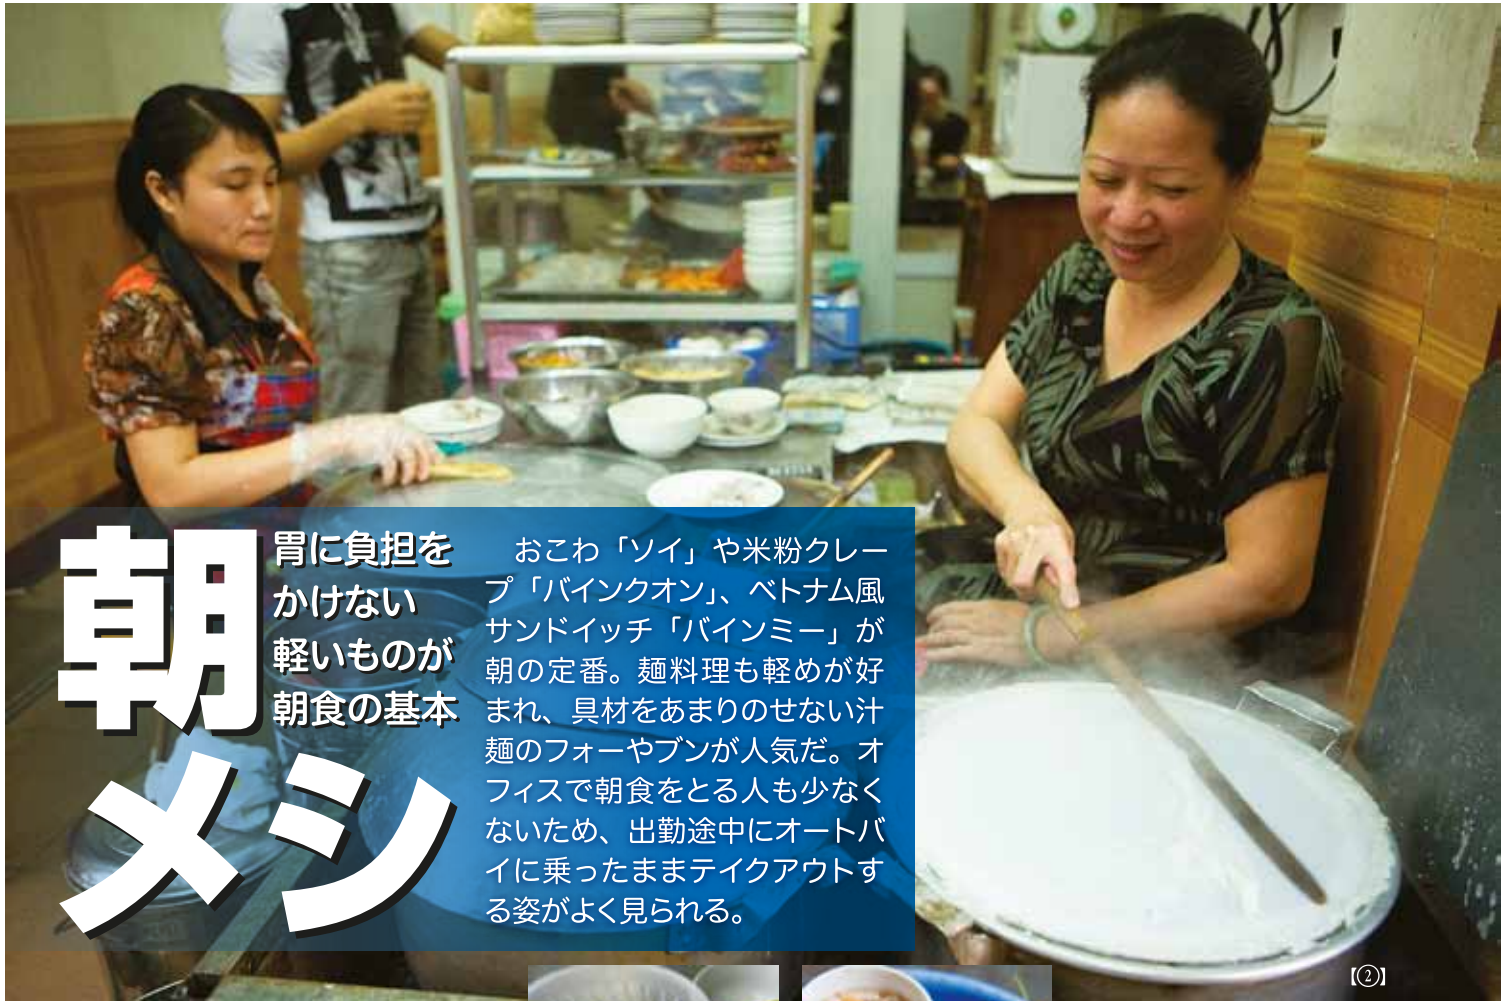 朝
メシ
胃に負担を
かけない
軽いものが
朝食の基本
おこわ「ソイ」や米粉クレー
プ「バインクオン」、ベトナム風
サンドイッチ「バインミー」が
朝の定番。麺料理も軽めが好
まれ、具材をあまりのせない汁
麺のフォーやブンが人気だ。オ
フィスで朝食をとる人も少なく
ないため、出勤途中にオートバ
イに乗ったままテイクアウトす
る姿がよく見られる。
【②】